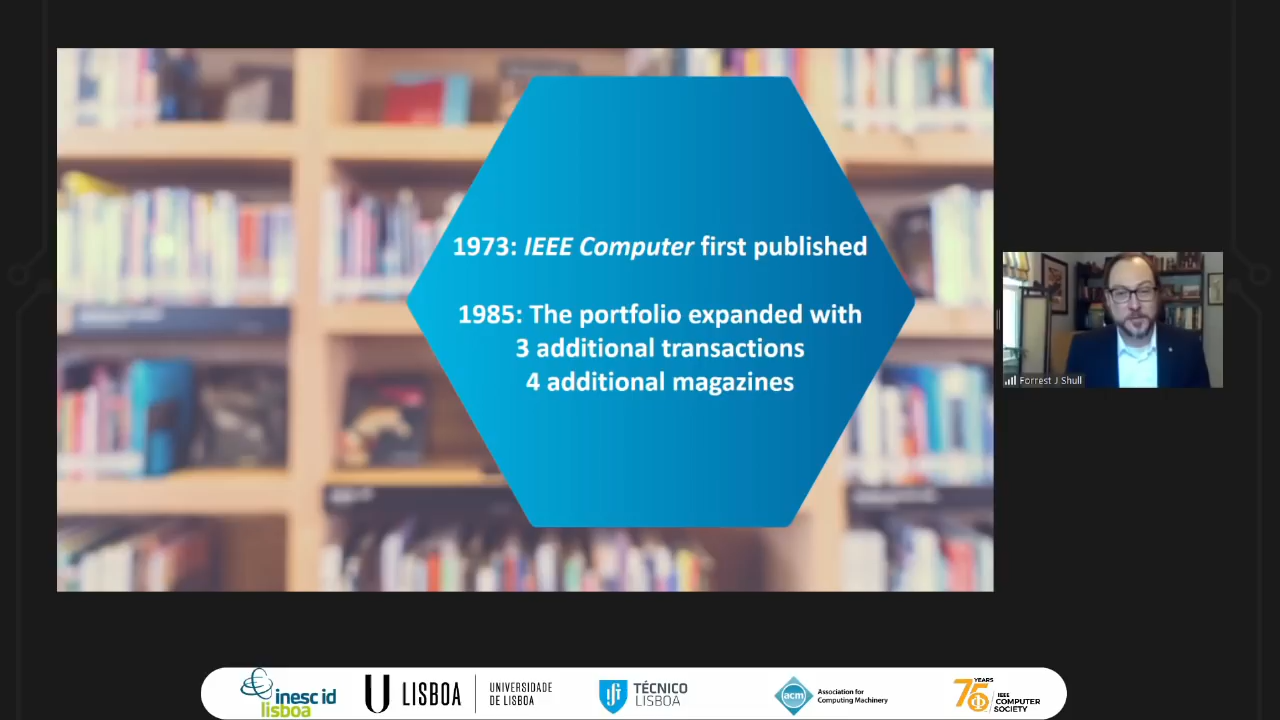 1973: IEEE Computer first published
1985: The portfolio expanded with
3 additional transactions
4 additional magazines
Forrest J Shull
inesc id
lisboa
LISBOA
UNIVERSIDADE
DE LISBOA
TÉCNICO
LISBOA
acm
Association for
Computing Machinery
75
YEARS
IEEE
COMPUTER
SOCIETY